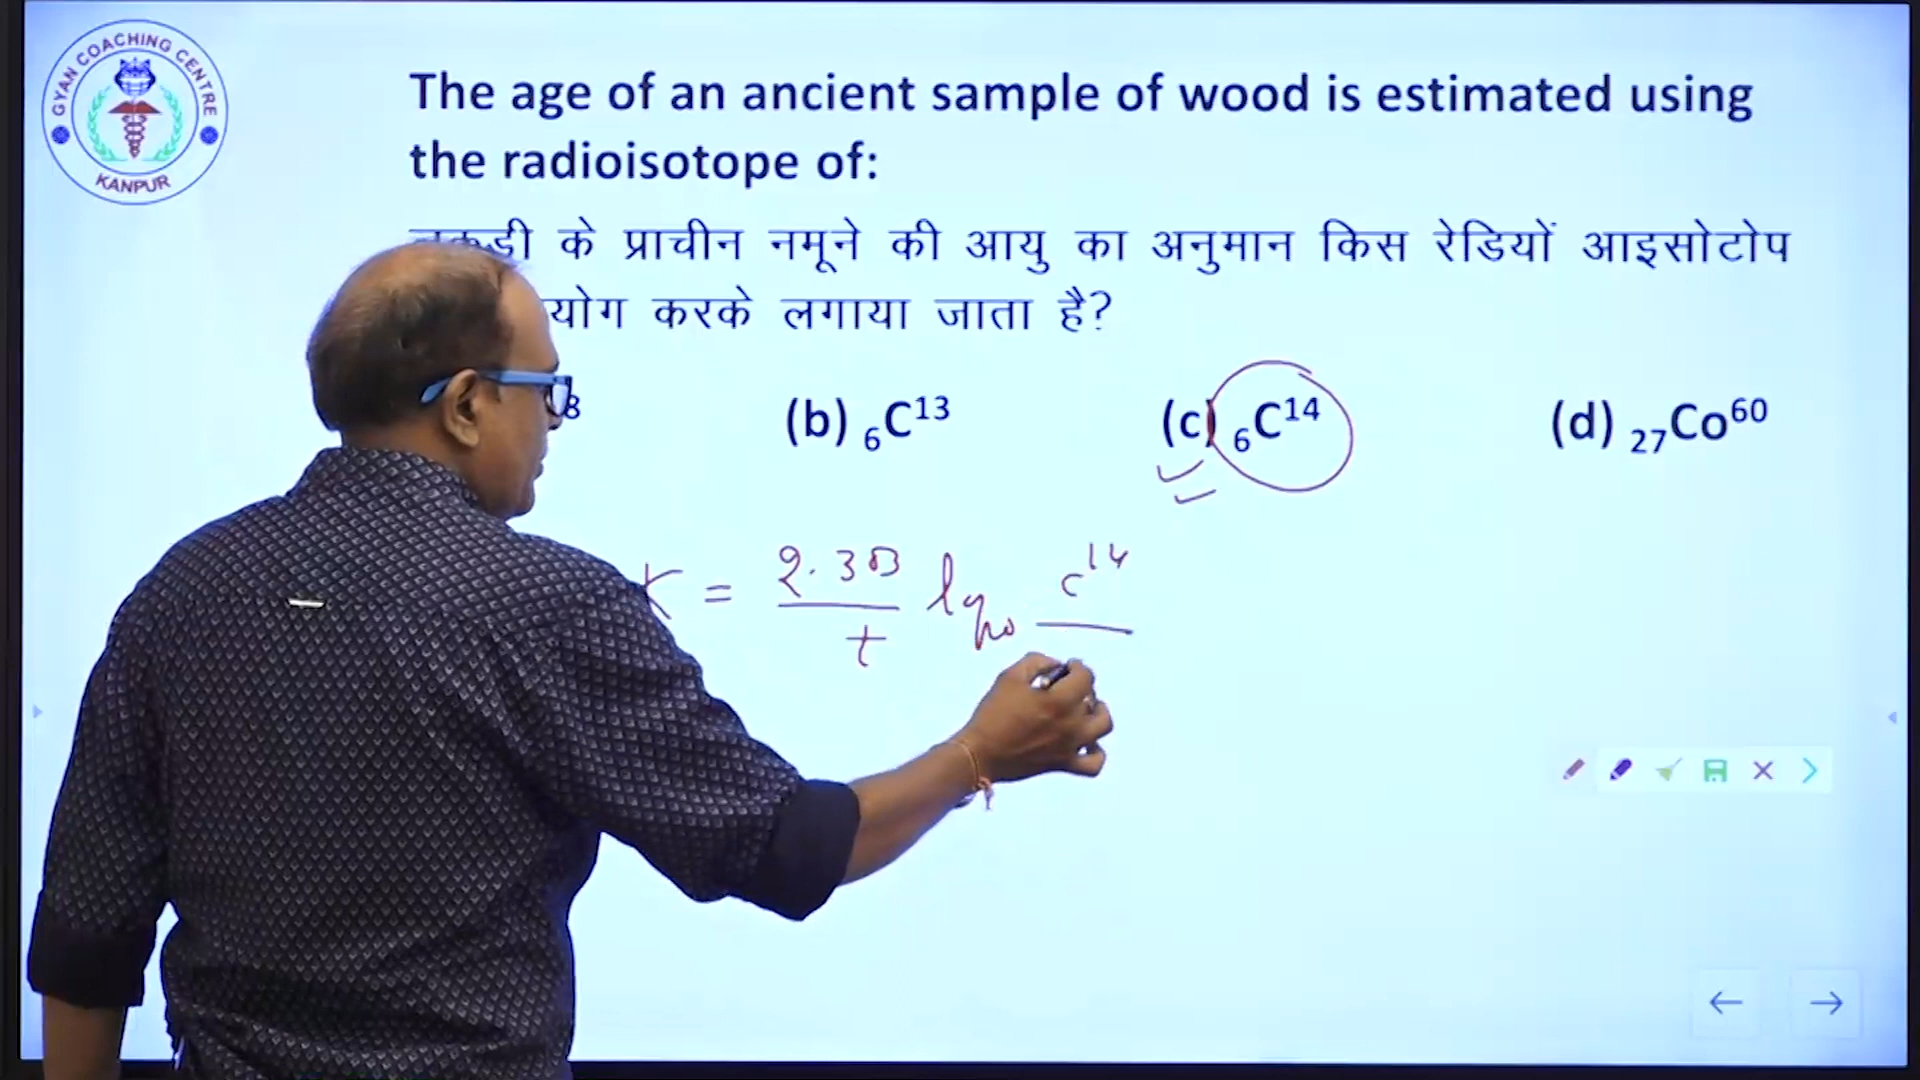 GYAN COACHING CENTRE
KANPUR
The age of an ancient sample of wood is estimated using
the radioisotope of:
के प्राचीन नमूने की आयु का अनुमान किस रेडियों आइसोटोप
करके लगाया जाता है?
(b) ₆C¹³
(c) ₆C¹⁴
(d) ₂₇Co⁶⁰
K = 2.303 / t log₁₀ C¹⁴